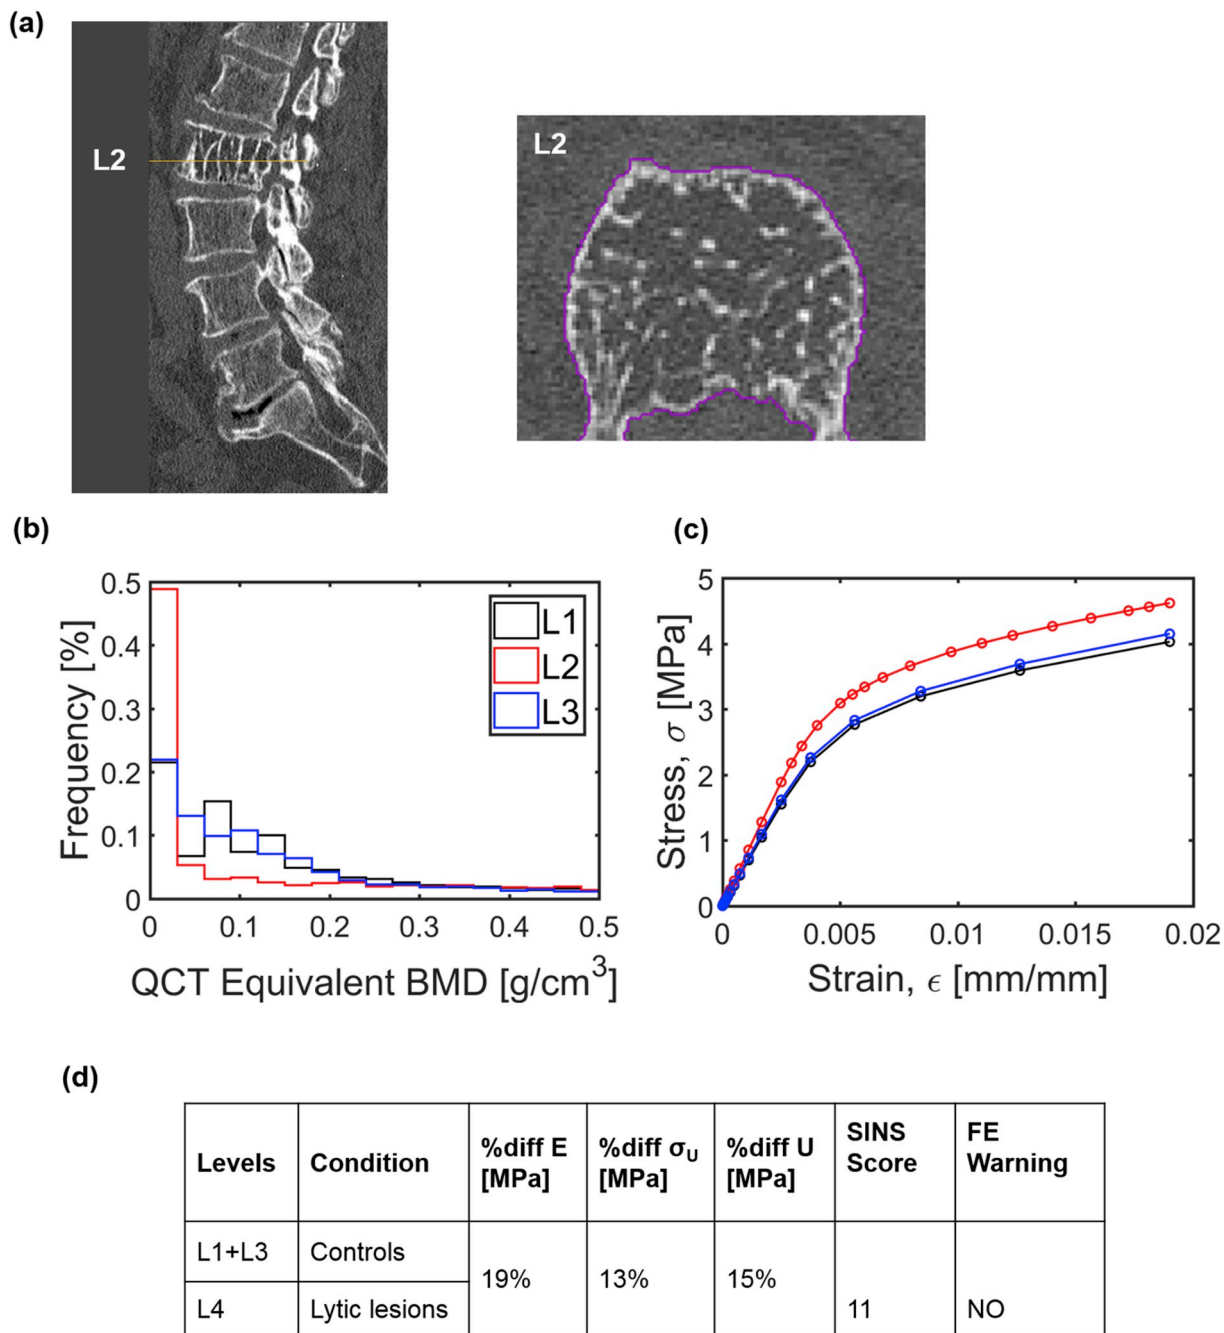 (a)
L2
L2
(b)
(c)
0.5
0.4
0.3
0.2
0.1
0
Frequency [%]
L1
L2
L3
0 0.1 0.2 0.3 0.4 0.5
QCT Equivalent BMD [g/cm³]
5
4
3
2
1
0
Stress, σ [MPa]
0 0.005 0.01 0.015 0.02
Strain, ϵ [mm/mm]
(d)
Levels Condition %diff E [MPa] %diff σU [MPa] %diff U [MPa] SINS Score FE Warning
L1+L3 Controls
19% 13% 15%
L4 Lytic lesions 11 NO